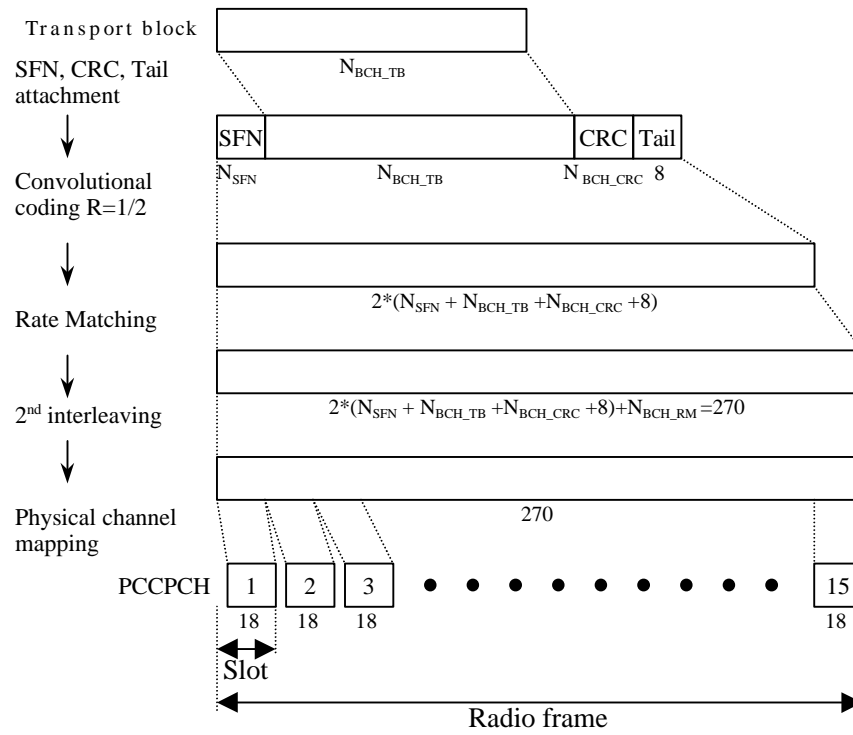 Transport block
N_BCH_TB
SFN, CRC, Tail
attachment
SFN CRC Tail
N_SFN N_BCH_TB N_BCH_CRC 8
Convolutional
coding R=1/2
2*(N_SFN + N_BCH_TB +N_BCH_CRC +8)
Rate Matching
2*(N_SFN + N_BCH_TB +N_BCH_CRC +8)+N_BCH_RM =270
2nd interleaving
270
Physical channel
mapping
PCCPCH 1 2 3 15
18 18 18 18
Slot
Radio frame